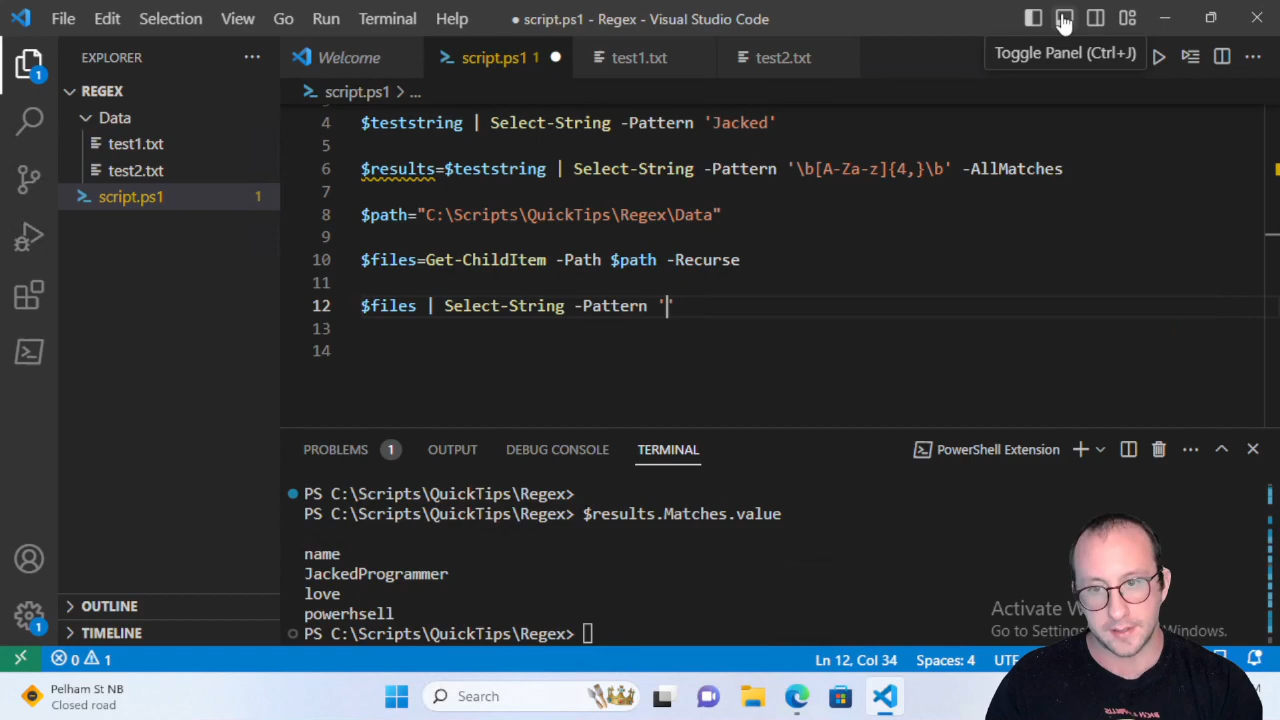 File Edit Selection View Go Run Terminal Help ● script.ps1 - Regex - Visual Studio Code
Toggle Panel (Ctrl+J)
EXPLORER
Welcome script.ps1 1 test1.txt test2.txt
script.ps1 > ...
REGEX
Data
test1.txt
test2.txt
script.ps1 1
4 $teststring | Select-String -Pattern 'Jacked'
5
6 $results=$teststring | Select-String -Pattern '\b[A-Za-z]{4,}\b' -AllMatches
7
8 $path="C:\Scripts\QuickTips\Regex\Data"
9
10 $files=Get-ChildItem -Path $path -Recurse
11
12 $files | Select-String -Pattern ''
13
14
PROBLEMS 1 OUTPUT DEBUG CONSOLE TERMINAL PowerShell Extension
PS C:\Scripts\QuickTips\Regex>
PS C:\Scripts\QuickTips\Regex> $results.Matches.value
name
JackedProgrammer
love
powerhsell
PS C:\Scripts\QuickTips\Regex>
1
1
OUTLINE
TIMELINE
Activate
Go to Settings Windows.
0 1 Ln 12, Col 34 Spaces: 4
Pelham St NB
Closed road
Search